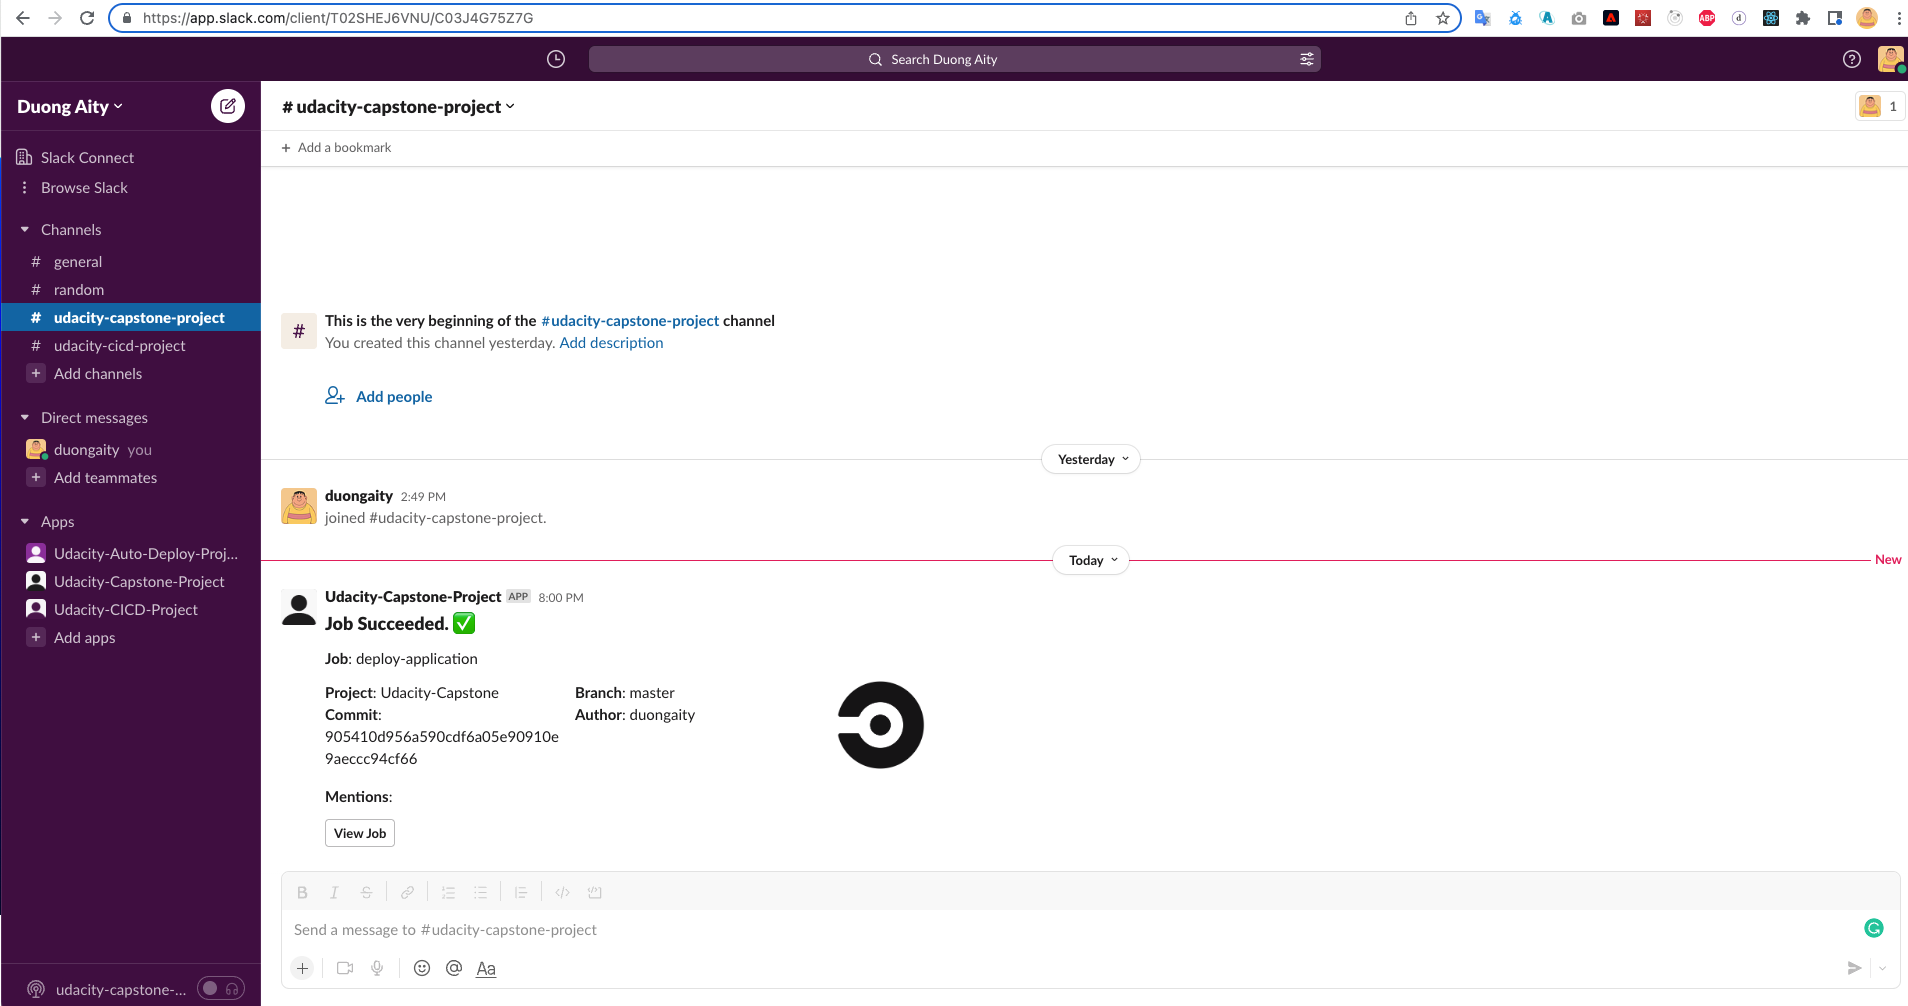 https://app.slack.com/client/T02SHEJ6VNU/C03J4G75Z7G
Search Duong Aity
Duong Aity
# udacity-capstone-project
1
+ Add a bookmark
Slack Connect
Browse Slack
Channels
# general
# random
# udacity-capstone-project
# udacity-cicd-project
+ Add channels
Direct messages
duongaity you
+ Add teammates
Apps
Udacity-Auto-Deploy-Proj...
Udacity-Capstone-Project
Udacity-CICD-Project
+ Add apps
udacity-capstone-...
# This is the very beginning of the #udacity-capstone-project channel
You created this channel yesterday. Add description
Add people
Yesterday
duongaity 2:49 PM
joined #udacity-capstone-project.
Today
New
Udacity-Capstone-Project APP 8:00 PM
Job Succeeded. ✅
Job: deploy-application
Project: Udacity-Capstone
Branch: master
Commit:
905410d956a590cdf6a05e90910e
9aeccc94cf66
Author: duongaity
Mentions:
View Job
B I S
Send a message to #udacity-capstone-project
+ @ Aa